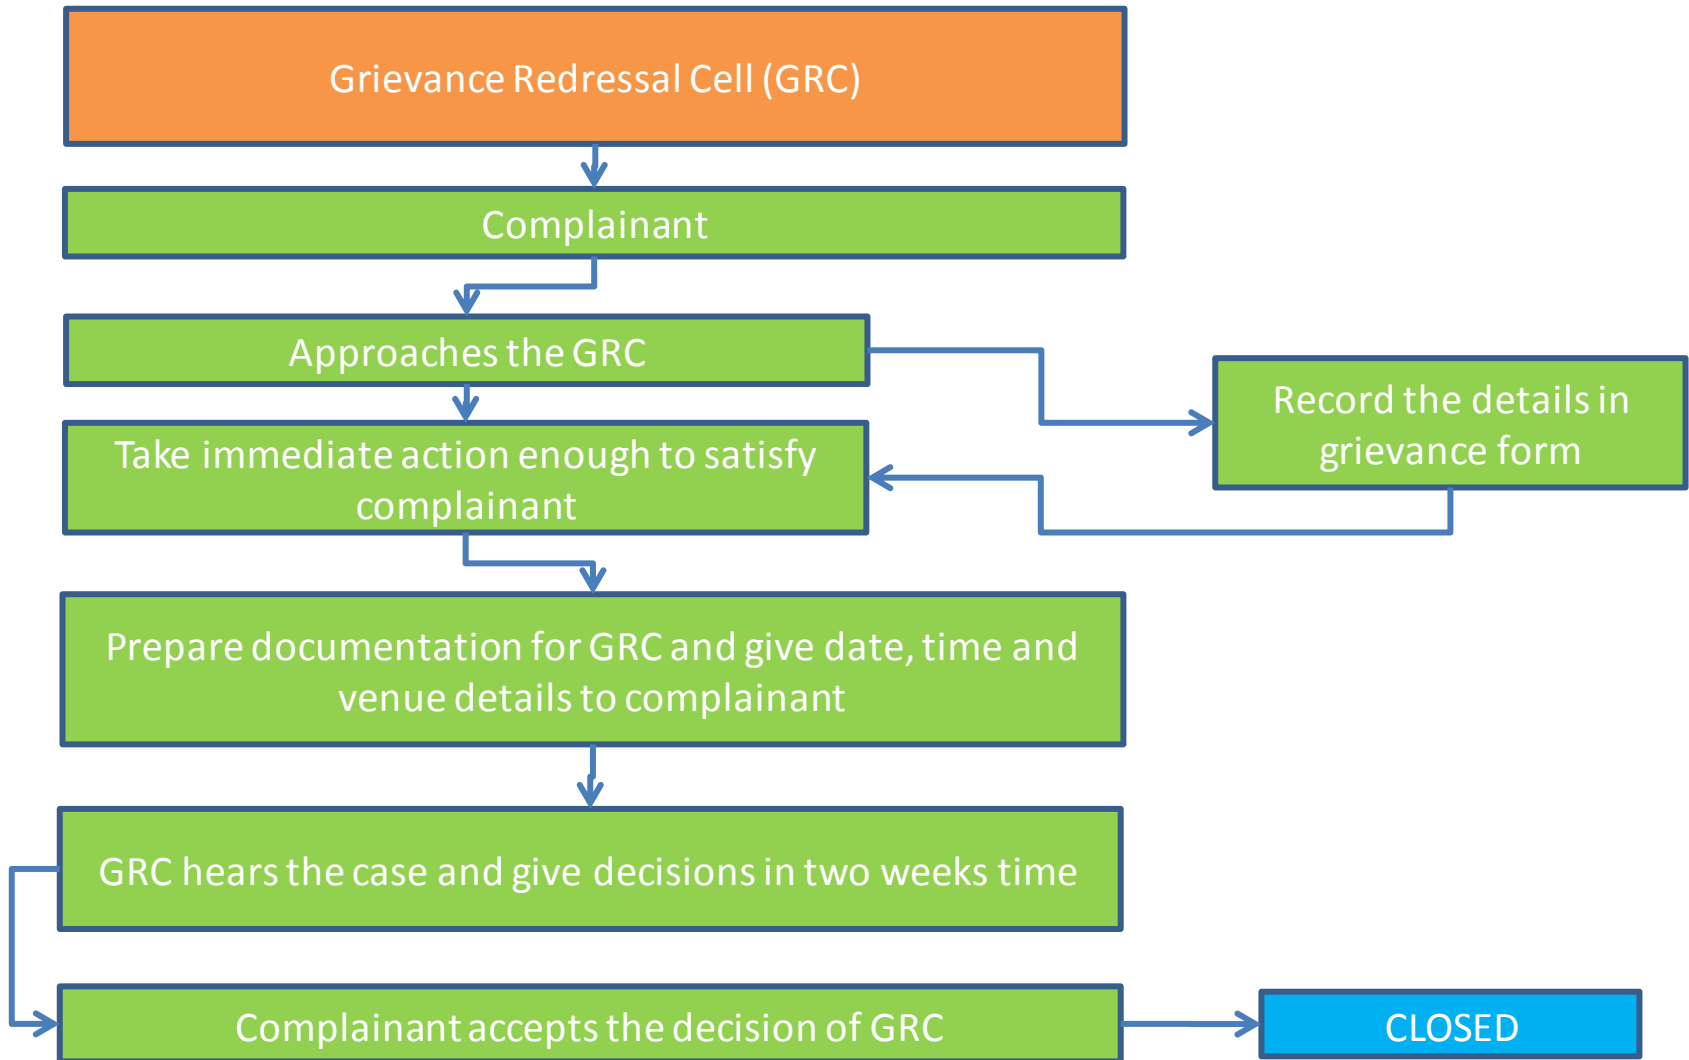 Grievance Redressal Cell (GRC)
Complainant
Approaches the GRC
Record the details in
grievance form
Take immediate action enough to satisfy
complainant
Prepare documentation for GRC and give date, time and
venue details to complainant
GRC hears the case and give decisions in two weeks time
Complainant accepts the decision of GRC
CLOSED